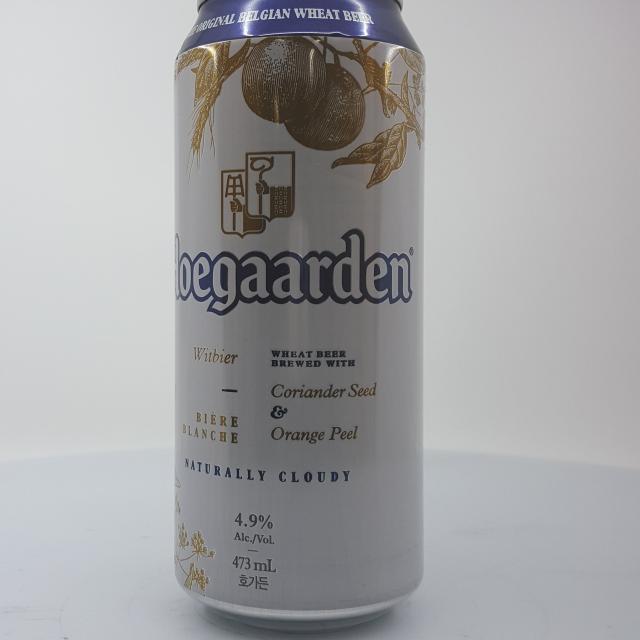 ORIGINAL BELGIAN WHEAT BEER
oegaarden®
Witbier
WHEAT BEER
BREWED WITH
—
Coriander Seed
&
BIÈRE
BLANCHE
Orange Peel
NATURALLY CLOUDY
4.9%
Alc./Vol.
—
473 mL
호가든